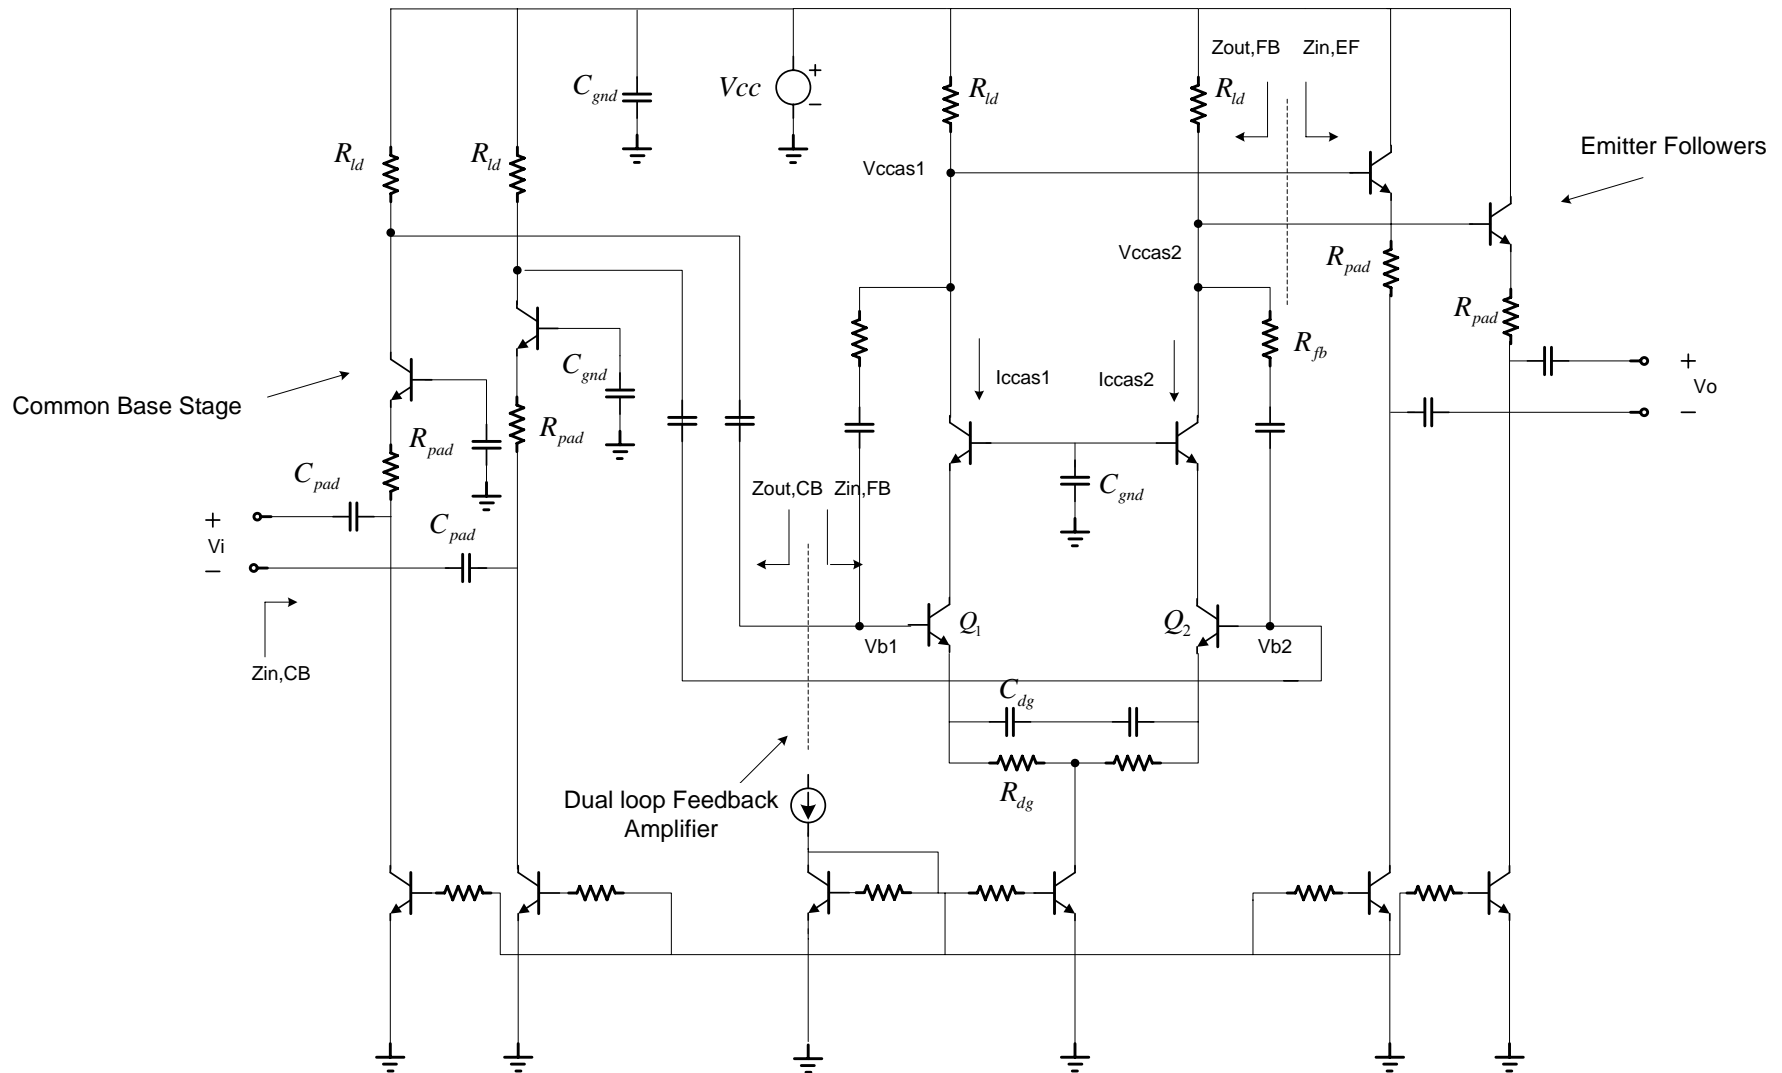 Zout,FB Zin,EF
C_gnd
Vcc
+
−
R_ld
R_ld
Emitter Followers
R_ld
R_ld
Vccas1
Vccas2
R_pad
R_pad
R_fb
C_gnd
Iccas1
Iccas2
+
Vo
−
Common Base Stage
R_pad
R_pad
C_pad
Zout,CB Zin,FB
C_gnd
+
Vi
−
C_pad
Q_1
Q_2
Vb1
Vb2
Zin,CB
C_dg
Dual loop Feedback
Amplifier
R_dg